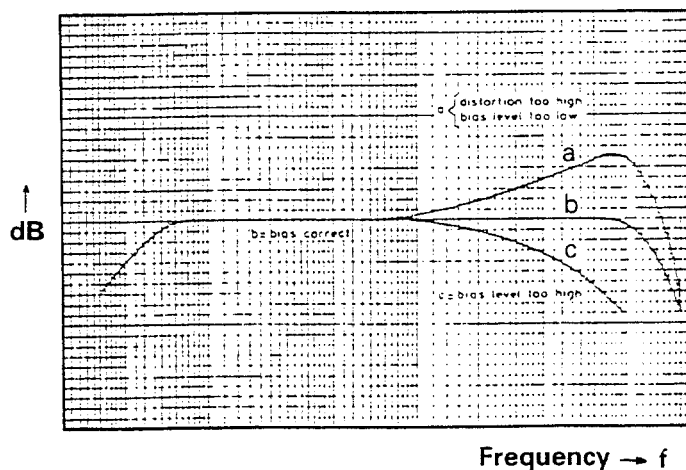 a { distortion too high
bias level too low
a
b
dB
b = bias correct
c
c = bias level too high
Frequency → f